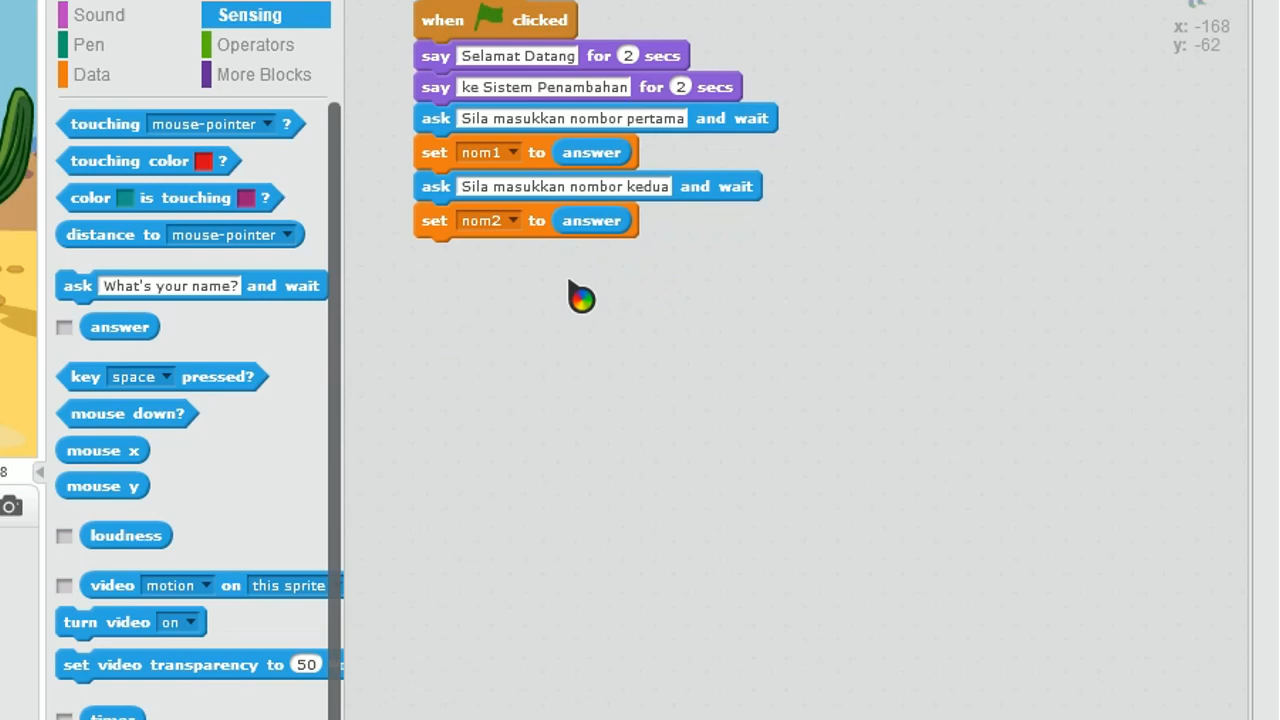 Sound
Sensing
Pen
Operators
Data
More Blocks
touching mouse-pointer ?
touching color ?
color is touching ?
distance to mouse-pointer
ask What's your name? and wait
answer
key space pressed?
mouse down?
mouse x
mouse y
loudness
video motion on this sprite
turn video on
set video transparency to 50
timer
8
when clicked
say Selamat Datang for 2 secs
say ke Sistem Penambahan for 2 secs
ask Sila masukkan nombor pertama and wait
set nom1 to answer
ask Sila masukkan nombor kedua and wait
set nom2 to answer
x: -168
y: -62